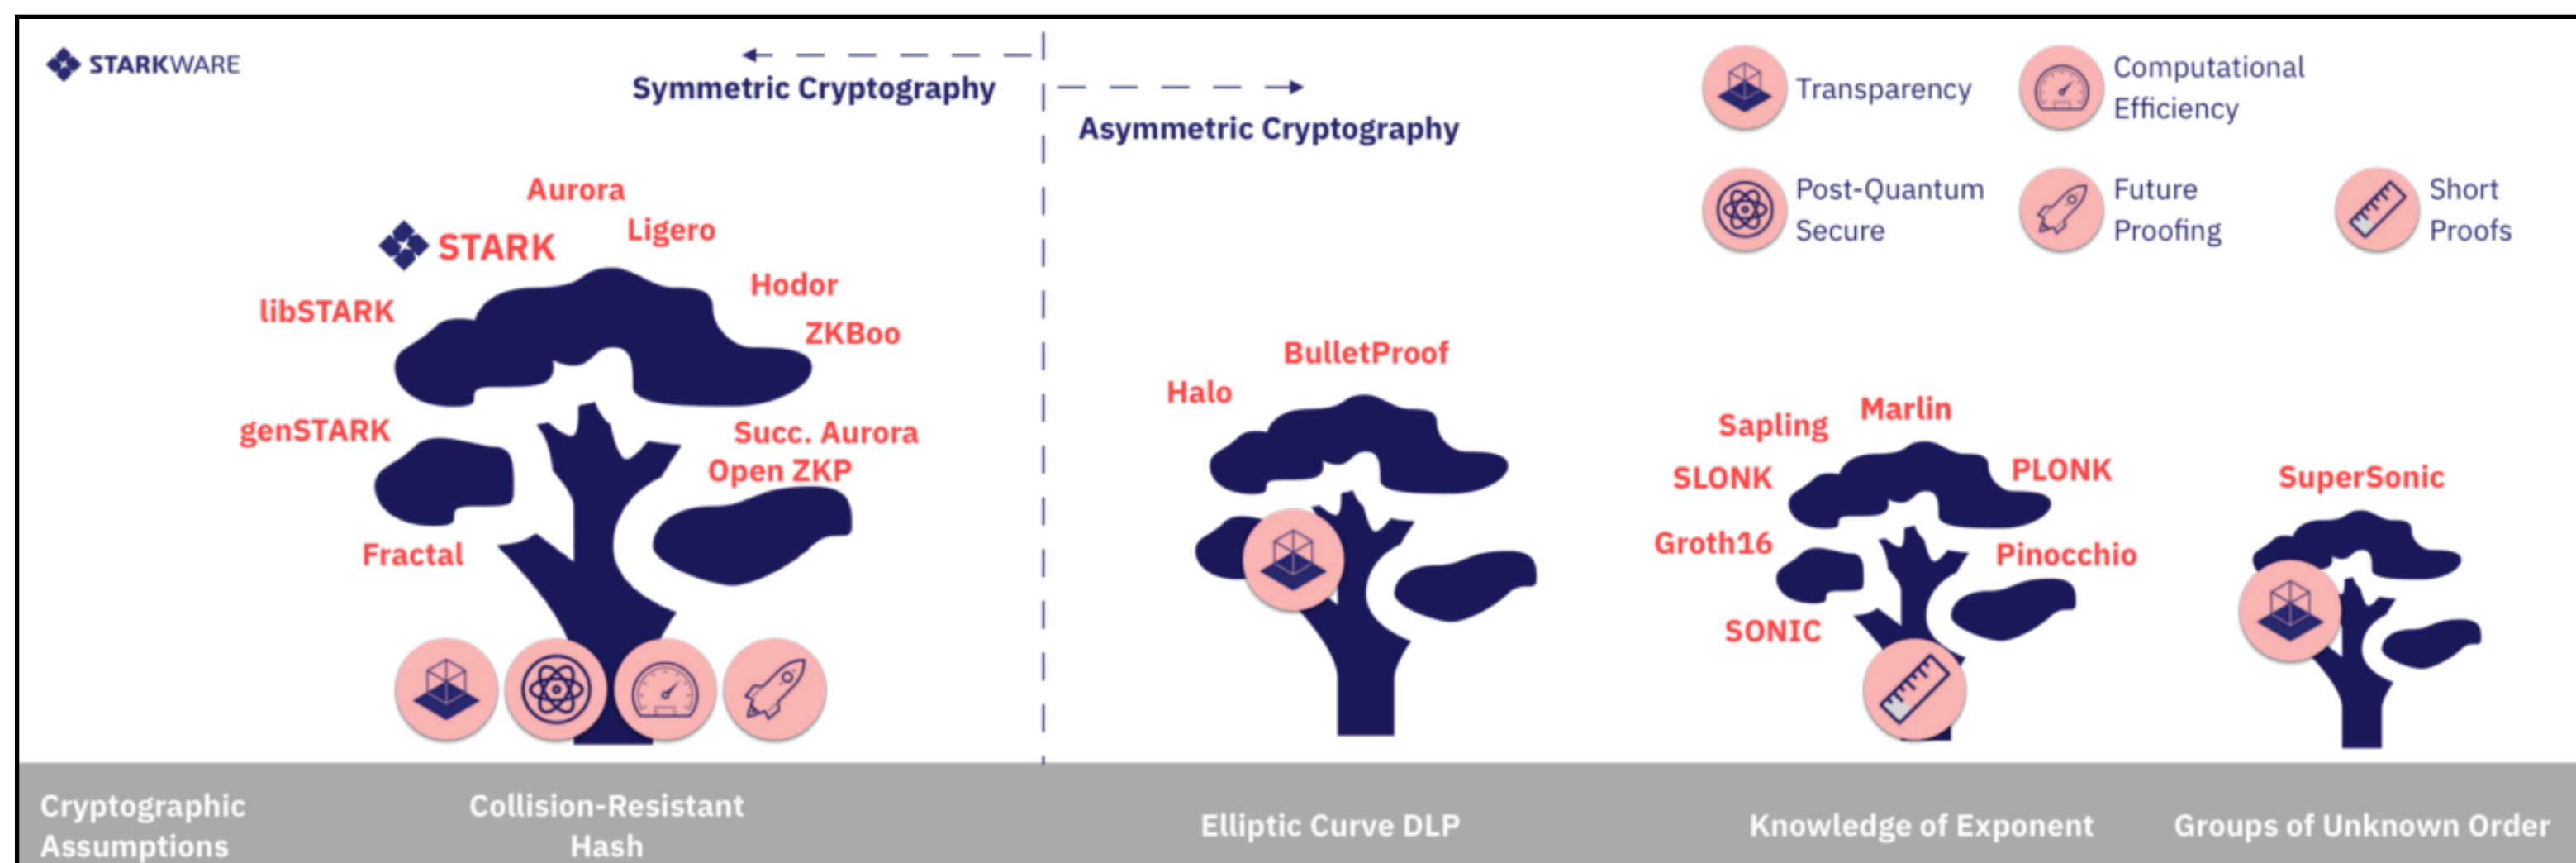 STARKWARE
Symmetric Cryptography
Asymmetric Cryptography
Transparency
Computational
Efficiency
Post-Quantum
Secure
Future
Proofing
Short
Proofs
Aurora
Ligero
STARK
Hodor
libSTARK
ZKBoo
genSTARK
Succ. Aurora
Open ZKP
Fractal
BulletProof
Halo
Marlin
Sapling
SLONK
PLONK
Groth16
Pinocchio
SONIC
SuperSonic
Cryptographic
Assumptions
Collision-Resistant
Hash
Elliptic Curve DLP
Knowledge of Exponent
Groups of Unknown Order